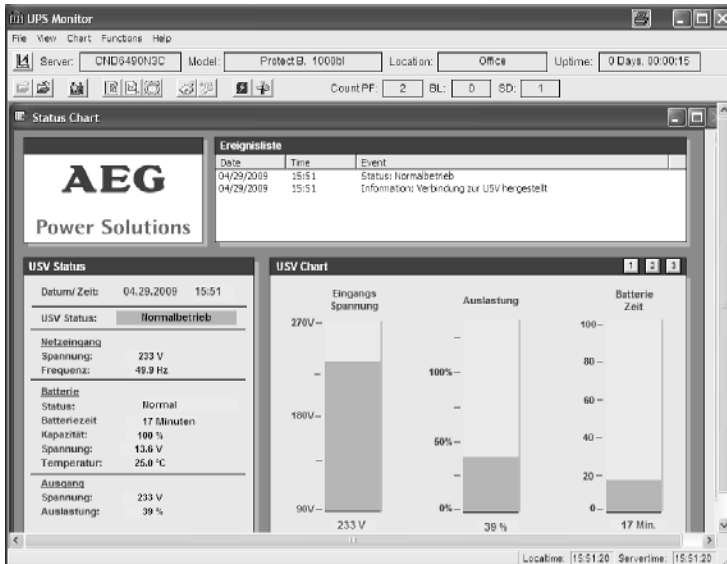 UPS Monitor
File View Chart Functions Help
Server: CND6490N3C Model: Protect B. 1000bl Location: Office Uptime: 0 Days, 00:00:15
Count PF: 2 BL: 0 SD: 1
Status Chart
AEG
Power Solutions
Ereignisliste
Date Time Event
04/29/2009 15:51 Status: Normalbetrieb
04/29/2009 15:51 Information: Verbindung zur USV hergestellt
USV Status
Datum/ Zeit: 04.29.2009 15:51
USV Status: Normalbetrieb
Netzeingang
Spannung: 233 V
Frequenz: 49.9 Hz
Batterie
Status: Normal
Batteriezeit 17 Minuten
Kapazität: 100 %
Spannung: 13.6 V
Temperatur: 25.0 °C
Ausgang
Spannung: 233 V
Auslastung: 39 %
USV Chart 1 2 3
Eingangs
Spannung
270V
180V
90V
233 V
Auslastung
100%
50%
0%
39 %
Batterie
Zeit
100
80
60
40
20
0
17 Min.
Localtime: 15:51:20 Servertime: 15:51:20